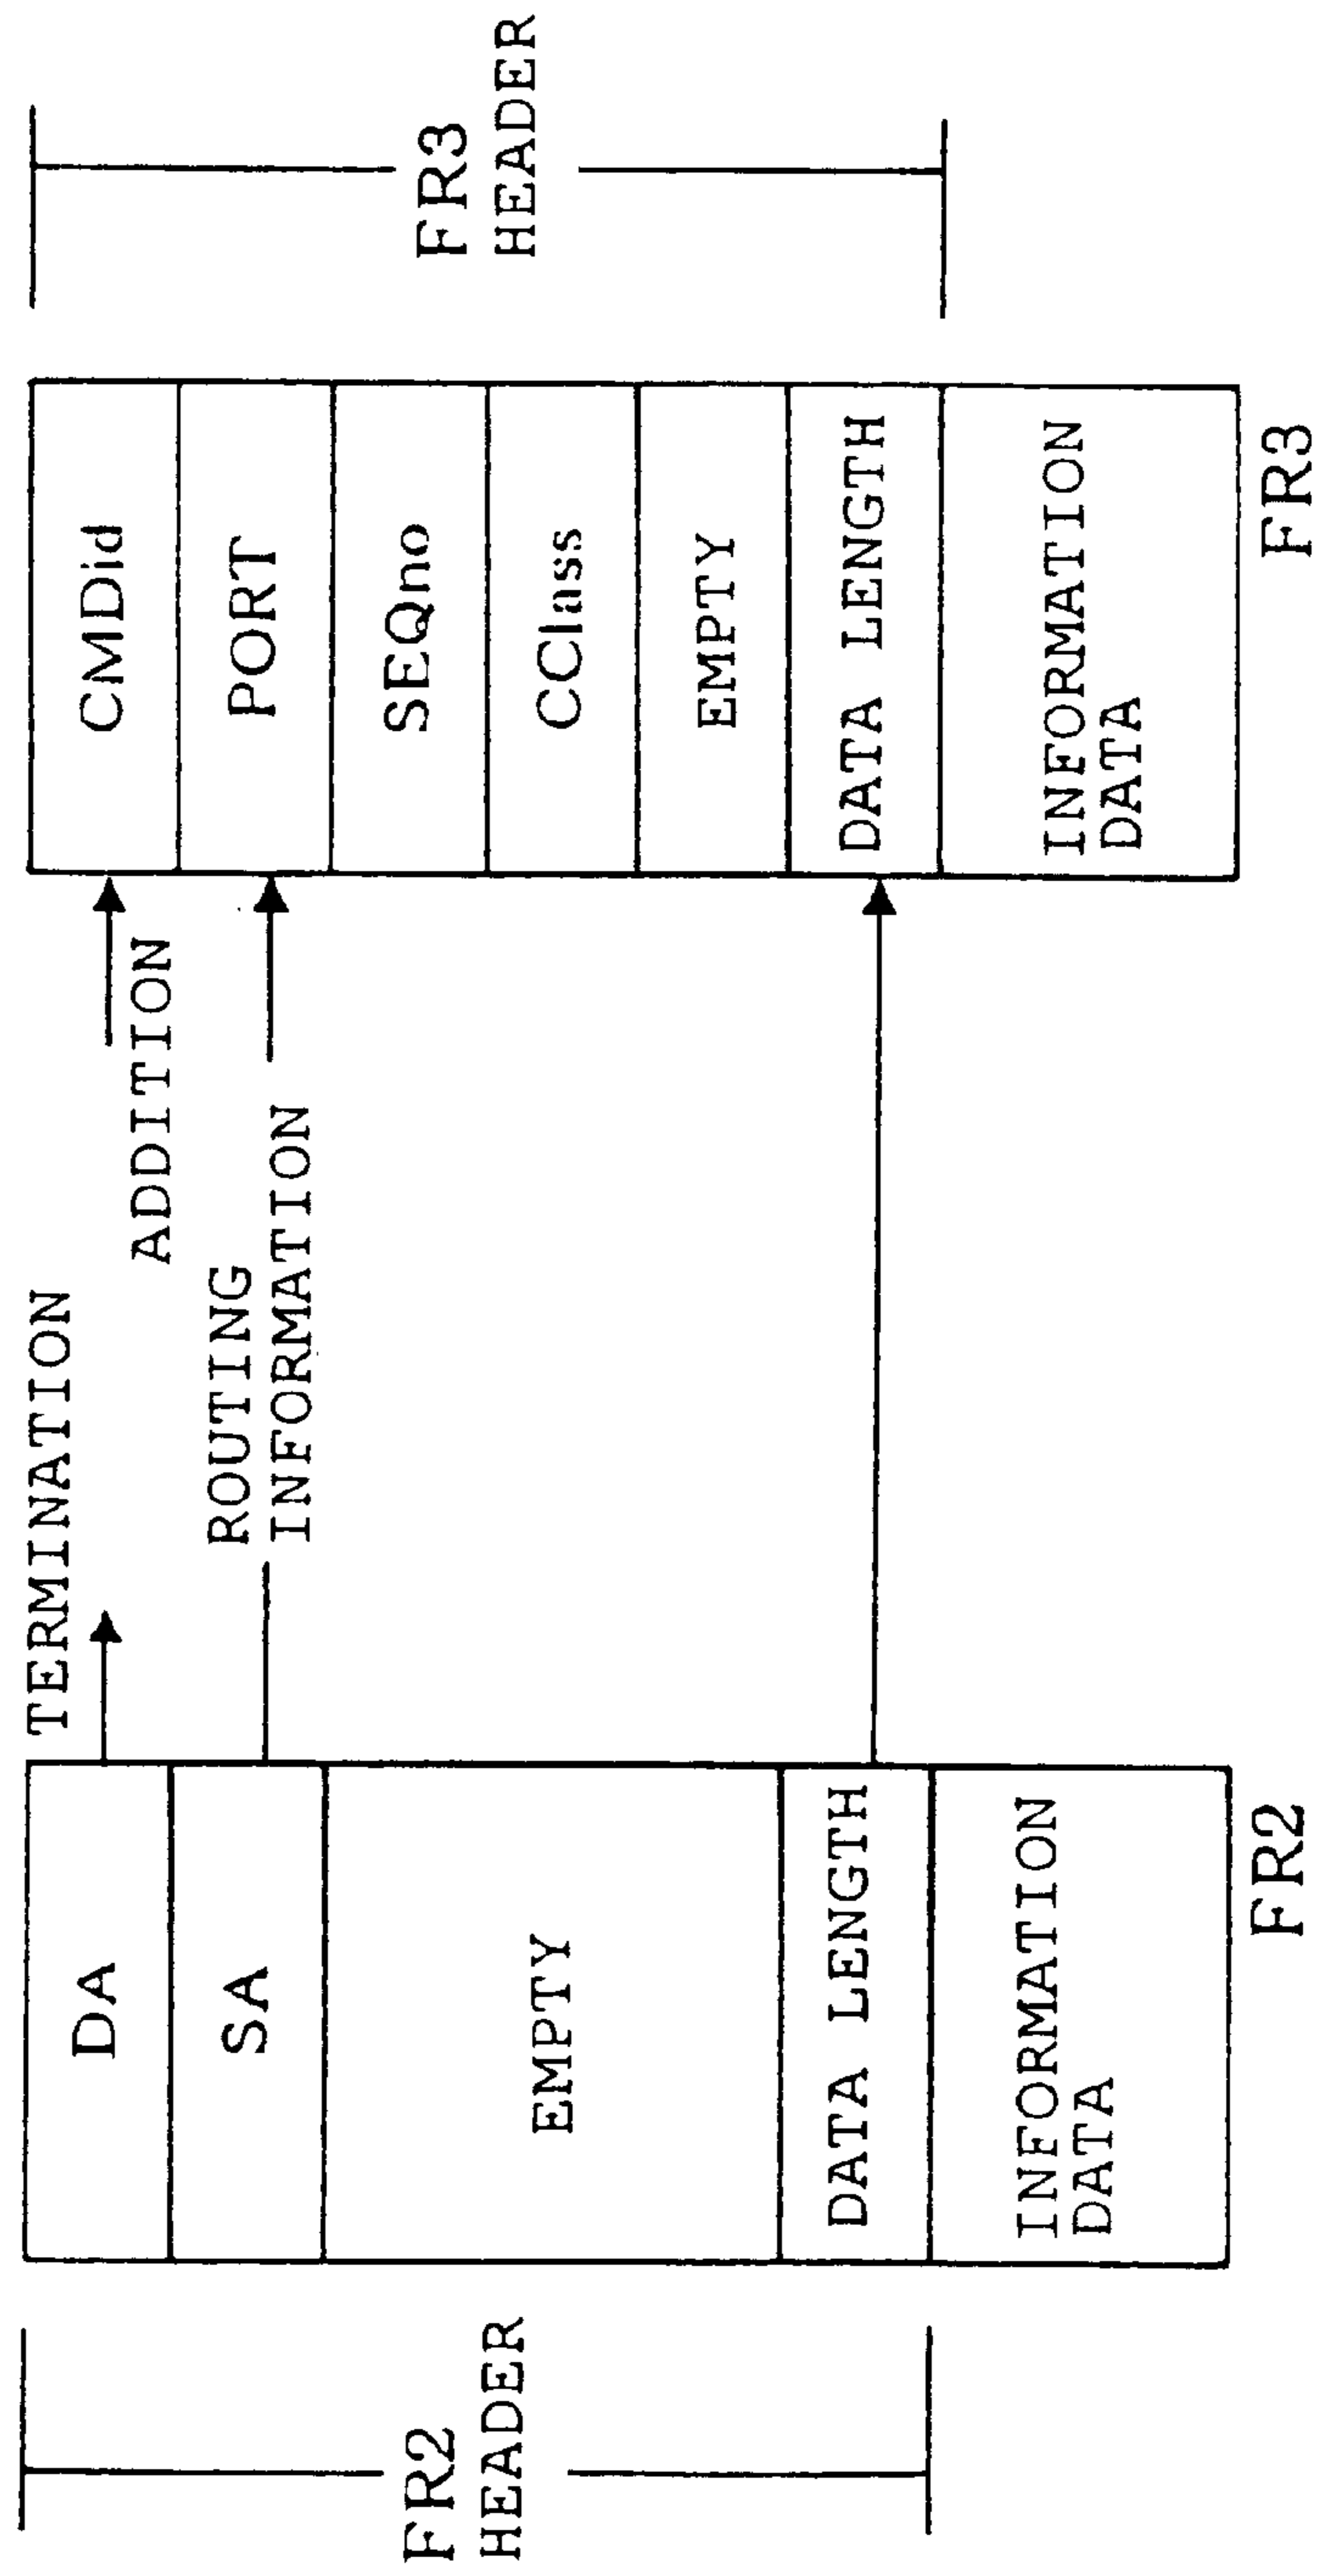 FR2
HEADER
DA
SA
EMPTY
DATA LENGTH
INFORMATION
DATA
FR2
TERMINATION
ROUTING
INFORMATION
ADDITION
CMDid
PORT
SEQno
CClass
EMPTY
DATA LENGTH
INFORMATION
DATA
FR3
FR3
HEADER